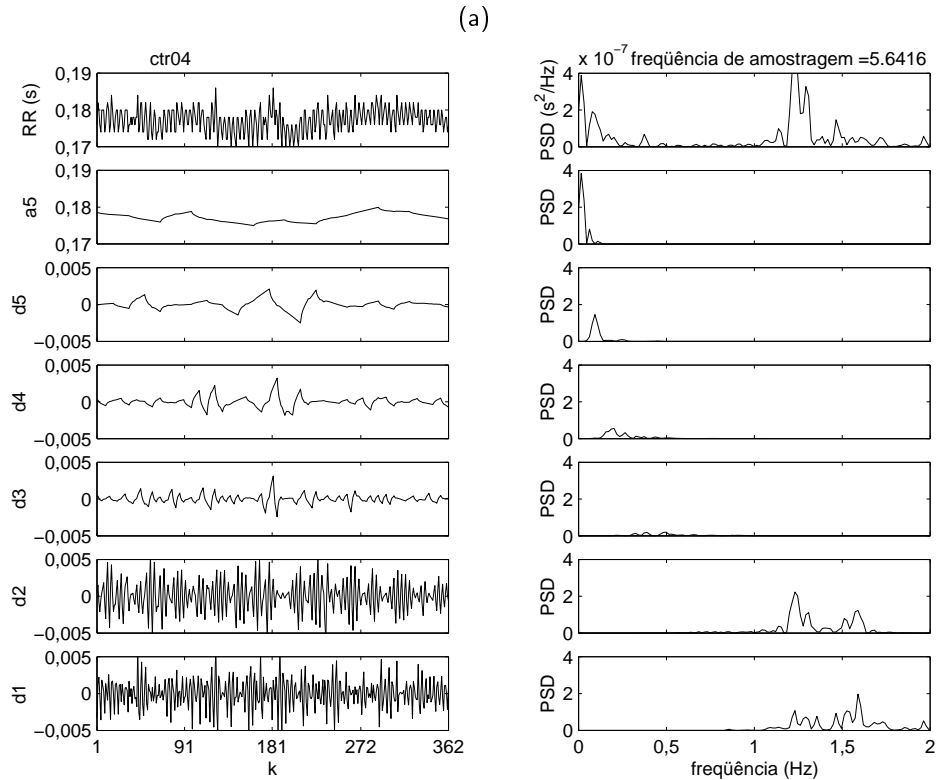 (a)
ctr04
0,19
0,18
0,17
RR (s)
x 10⁻⁷ freqüência de amostragem =5.6416
4
2
0
PSD (s²/Hz)
0,19
0,18
0,17
a5
4
2
0
PSD
0,005
0
−0,005
d5
4
2
0
PSD
0,005
0
−0,005
d4
4
2
0
PSD
0,005
0
−0,005
d3
4
2
0
PSD
0,005
0
−0,005
d2
4
2
0
PSD
0,005
0
−0,005
d1
1 91 181 272 362
k
4
2
0
PSD
0 0,5 1 1,5 2
freqüência (Hz)